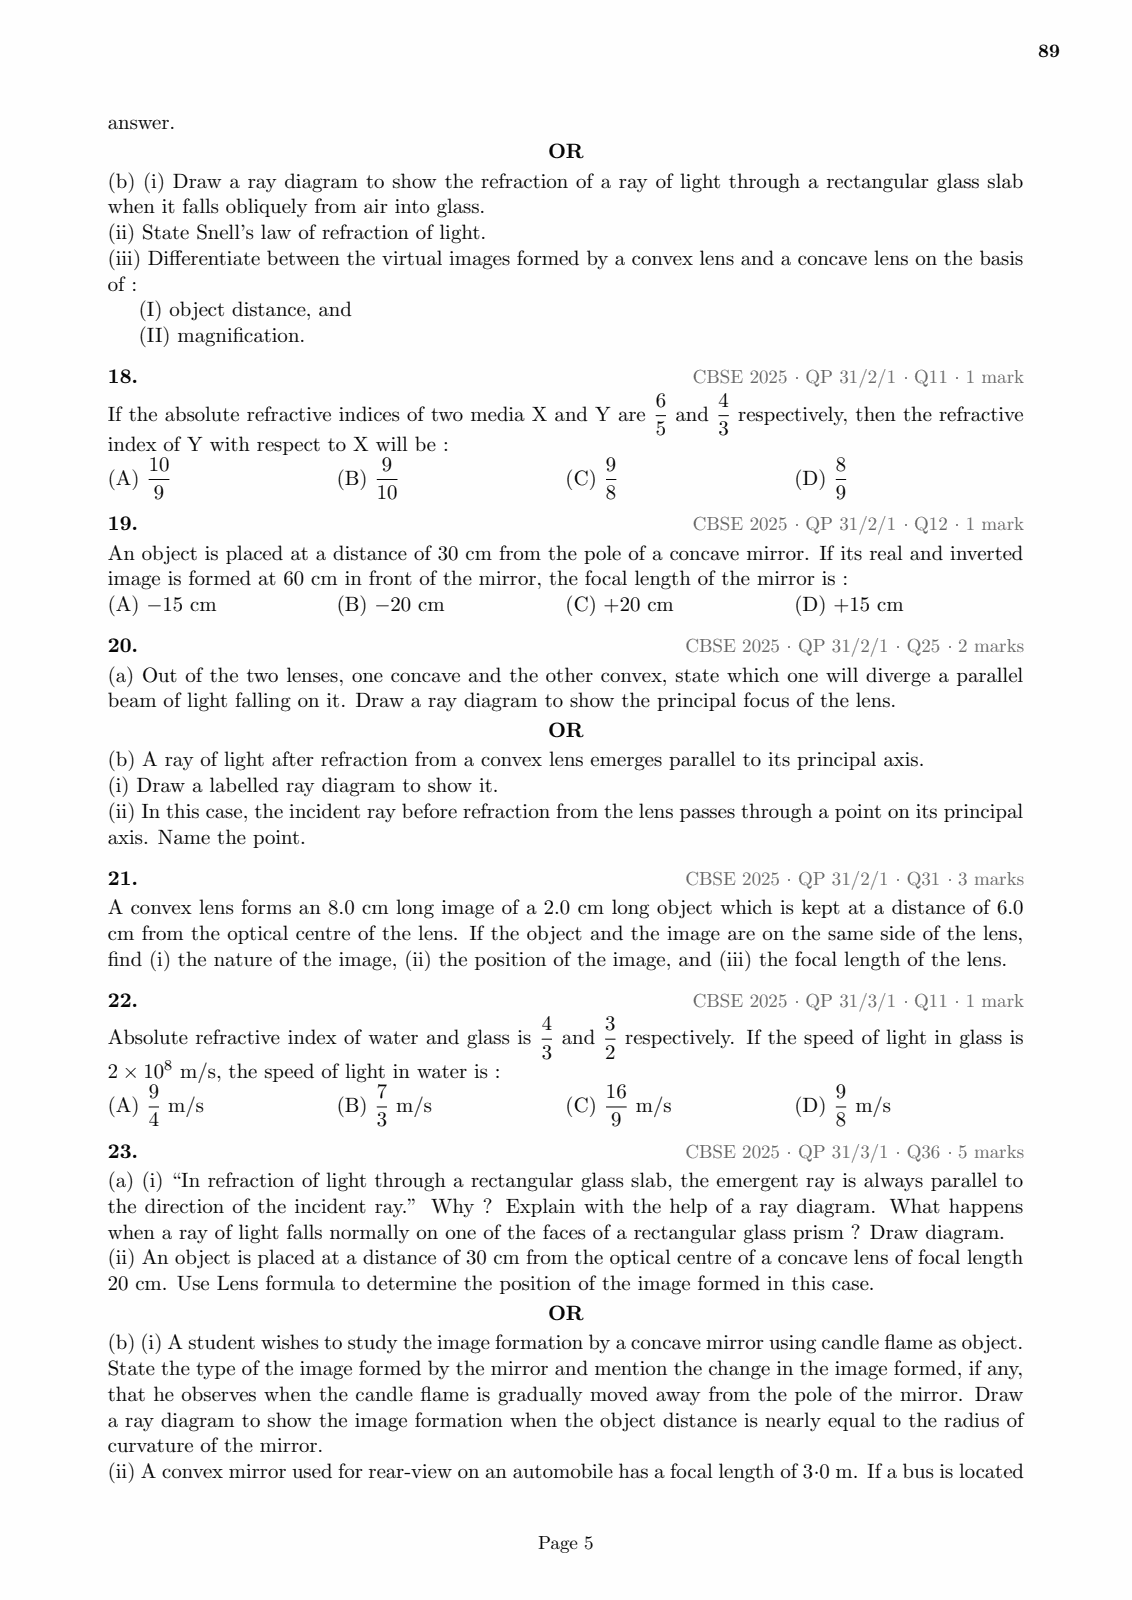 89
answer.
OR
(b) (i) Draw a ray diagram to show the refraction of a ray of light through a rectangular glass slab
when it falls obliquely from air into glass.
(ii) State Snell's law of refraction of light.
(iii) Differentiate between the virtual images formed by a convex lens and a concave lens on the basis
of :
(I) object distance, and
(II) magnification.
18. CBSE 2025 · QP 31/2/1 · Q11 · 1 mark
If the absolute refractive indices of two media X and Y are 6/5 and 4/3 respectively, then the refractive
index of Y with respect to X will be :
(A) 10/9 (B) 9/10 (C) 9/8 (D) 8/9
19. CBSE 2025 · QP 31/2/1 · Q12 · 1 mark
An object is placed at a distance of 30 cm from the pole of a concave mirror. If its real and inverted
image is formed at 60 cm in front of the mirror, the focal length of the mirror is :
(A) −15 cm (B) −20 cm (C) +20 cm (D) +15 cm
20. CBSE 2025 · QP 31/2/1 · Q25 · 2 marks
(a) Out of the two lenses, one concave and the other convex, state which one will diverge a parallel
beam of light falling on it. Draw a ray diagram to show the principal focus of the lens.
OR
(b) A ray of light after refraction from a convex lens emerges parallel to its principal axis.
(i) Draw a labelled ray diagram to show it.
(ii) In this case, the incident ray before refraction from the lens passes through a point on its principal
axis. Name the point.
21. CBSE 2025 · QP 31/2/1 · Q31 · 3 marks
A convex lens forms an 8.0 cm long image of a 2.0 cm long object which is kept at a distance of 6.0
cm from the optical centre of the lens. If the object and the image are on the same side of the lens,
find (i) the nature of the image, (ii) the position of the image, and (iii) the focal length of the lens.
22. CBSE 2025 · QP 31/3/1 · Q11 · 1 mark
Absolute refractive index of water and glass is 4/3 and 3/2 respectively. If the speed of light in glass is
2 × 10⁸ m/s, the speed of light in water is :
(A) 9/4 m/s (B) 7/3 m/s (C) 16/9 m/s (D) 9/8 m/s
23. CBSE 2025 · QP 31/3/1 · Q36 · 5 marks
(a) (i) “In refraction of light through a rectangular glass slab, the emergent ray is always parallel to
the direction of the incident ray.” Why ? Explain with the help of a ray diagram. What happens
when a ray of light falls normally on one of the faces of a rectangular glass prism ? Draw diagram.
(ii) An object is placed at a distance of 30 cm from the optical centre of a concave lens of focal length
20 cm. Use Lens formula to determine the position of the image formed in this case.
OR
(b) (i) A student wishes to study the image formation by a concave mirror using candle flame as object.
State the type of the image formed by the mirror and mention the change in the image formed, if any,
that he observes when the candle flame is gradually moved away from the pole of the mirror. Draw
a ray diagram to show the image formation when the object distance is nearly equal to the radius of
curvature of the mirror.
(ii) A convex mirror used for rear-view on an automobile has a focal length of 3·0 m. If a bus is located
Page 5